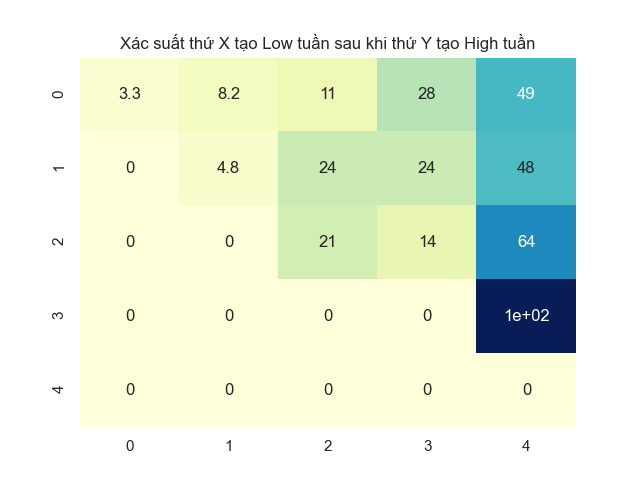 Xác suất thứ X tạo Low tuần sau khi thứ Y tạo High tuần
0 3.3 8.2 11 28 49
1 0 4.8 24 24 48
2 0 0 21 14 64
3 0 0 0 0 1e+02
4 0 0 0 0 0
0 1 2 3 4